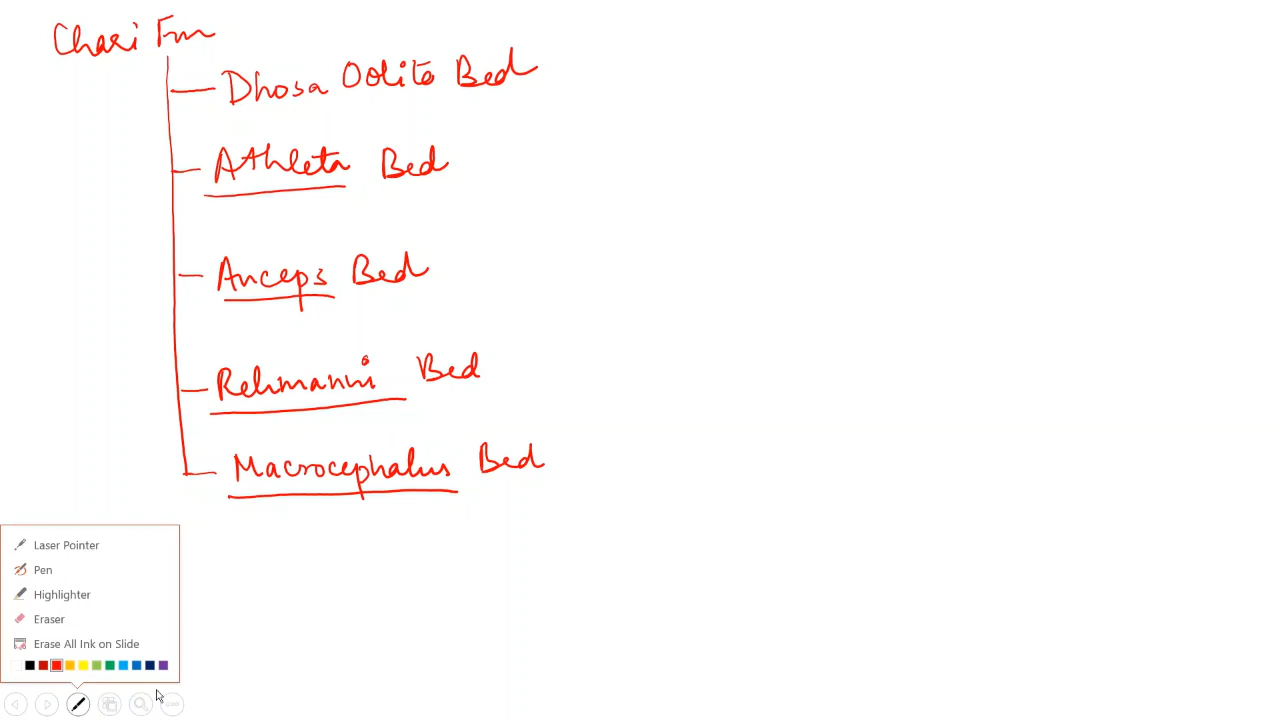 Chari Fm
Dhosa Oolite Bed
Athleta Bed
Anceps Bed
Rehmanni Bed
Macrocephalus Bed
Laser Pointer
Pen
Highlighter
Eraser
Erase All Ink on Slide